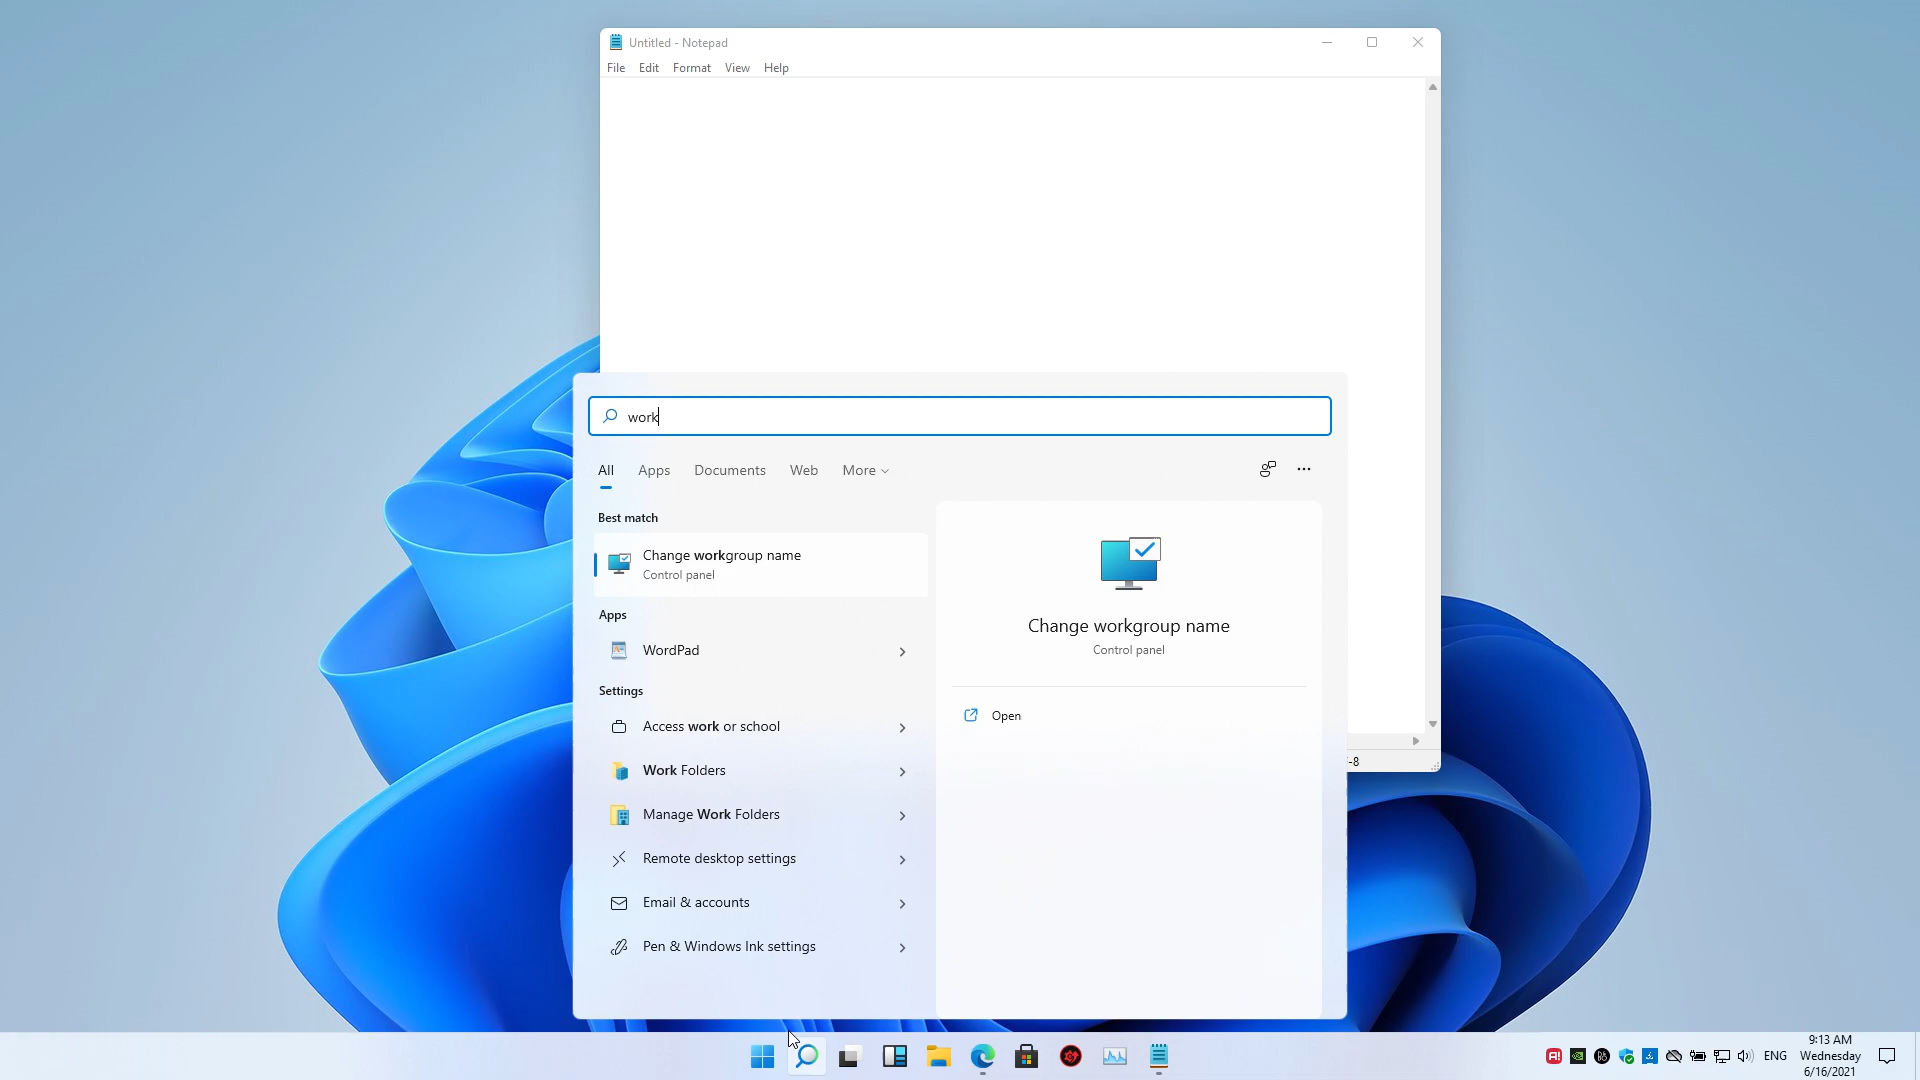 Untitled - Notepad
File Edit Format View Help
work
All Apps Documents Web More
Best match
Change workgroup name
Control panel
Apps
WordPad
Settings
Access work or school
Work Folders
Manage Work Folders
Remote desktop settings
Email & accounts
Pen & Windows Ink settings
Change workgroup name
Control panel
Open
-8
ENG
9:13 AM
Wednesday
6/16/2021